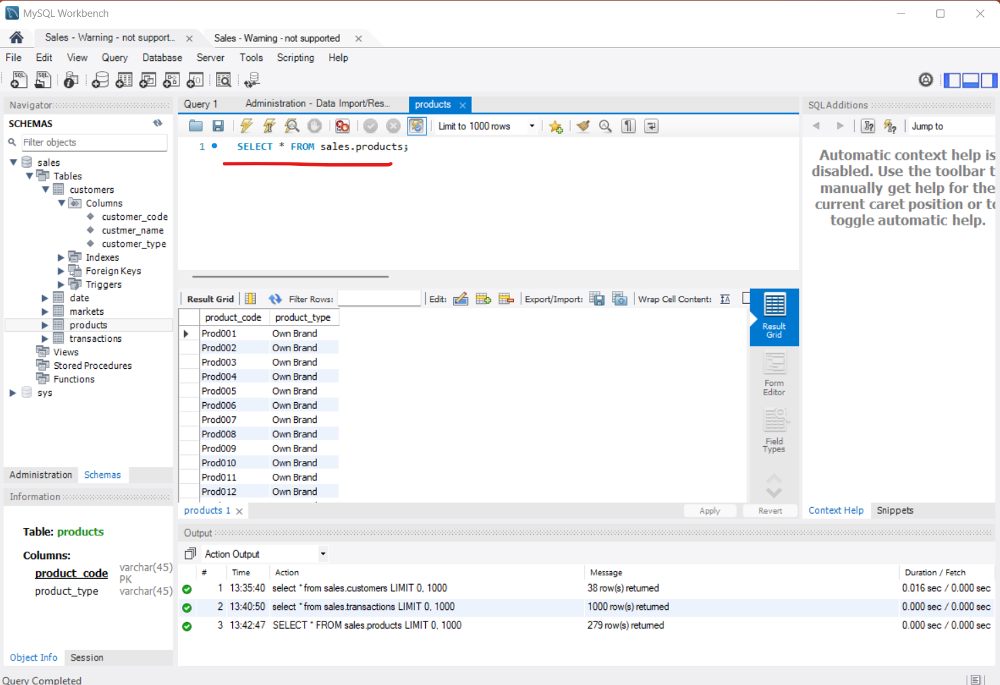 MySQL Workbench
Sales - Warning - not support... Sales - Warning - not supported
File Edit View Query Database Server Tools Scripting Help
Navigator
SCHEMAS
Filter objects
sales
Tables
customers
Columns
customer_code
custmer_name
customer_type
Indexes
Foreign Keys
Triggers
date
markets
products
transactions
Views
Stored Procedures
Functions
sys
Administration Schemas
Information
Table: products
Columns:
product_code varchar(45) PK
product_type varchar(45)
Object Info Session
Query 1 Administration - Data Import/Res... products
Limit to 1000 rows
1 SELECT * FROM sales.products;
Result Grid Filter Rows: Edit: Export/Import: Wrap Cell Content:
product_code product_type
Prod001 Own Brand
Prod002 Own Brand
Prod003 Own Brand
Prod004 Own Brand
Prod005 Own Brand
Prod006 Own Brand
Prod007 Own Brand
Prod008 Own Brand
Prod009 Own Brand
Prod010 Own Brand
Prod011 Own Brand
Prod012 Own Brand
Result Grid
Form Editor
Field Types
products 1 Apply Revert
SQLAdditions
Jump to
Automatic context help is
disabled. Use the toolbar t
manually get help for the
current caret position or to
toggle automatic help.
Context Help Snippets
Output
Action Output
# Time Action Message Duration / Fetch
1 13:35:40 select * from sales.customers LIMIT 0, 1000 38 row(s) returned 0.016 sec / 0.000 sec
2 13:40:50 select * from sales.transactions LIMIT 0, 1000 1000 row(s) returned 0.000 sec / 0.000 sec
3 13:42:47 SELECT * FROM sales.products LIMIT 0, 1000 279 row(s) returned 0.000 sec / 0.000 sec
Query Completed